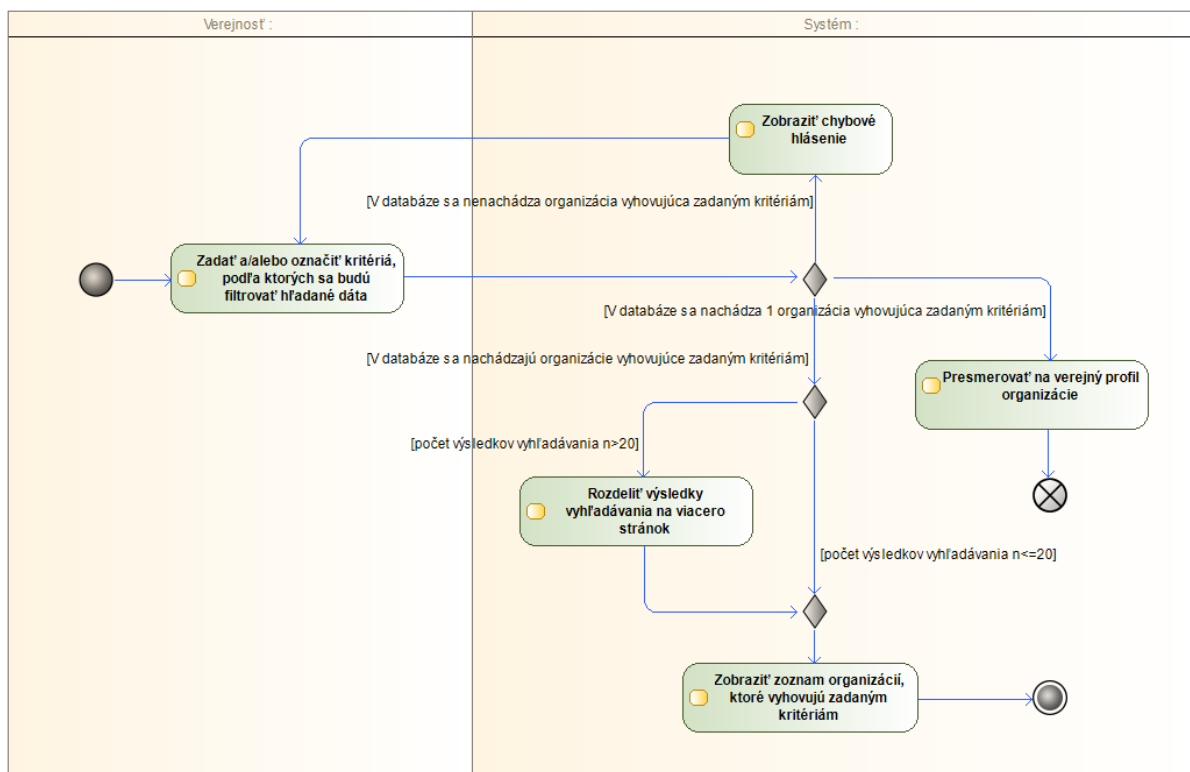 Verejnosť :
Systém :
Zobraziť chybové
hlásenie
[V databáze sa nenachádza organizácia vyhovujúca zadaným kritériám]
Zadať a/alebo označiť kritériá,
podľa ktorých sa budú
filtrovať hľadané dáta
[V databáze sa nachádza 1 organizácia vyhovujúca zadaným kritériám]
[V databáze sa nachádzajú organizácie vyhovujúce zadaným kritériám]
Presmerovať na verejný profil
organizácie
[počet výsledkov vyhľadávania n>20]
Rozdeliť výsledky
vyhľadávania na viacero
stránok
[počet výsledkov vyhľadávania n<=20]
Zobraziť zoznam organizácií,
ktoré vyhovujú zadaným
kritériám